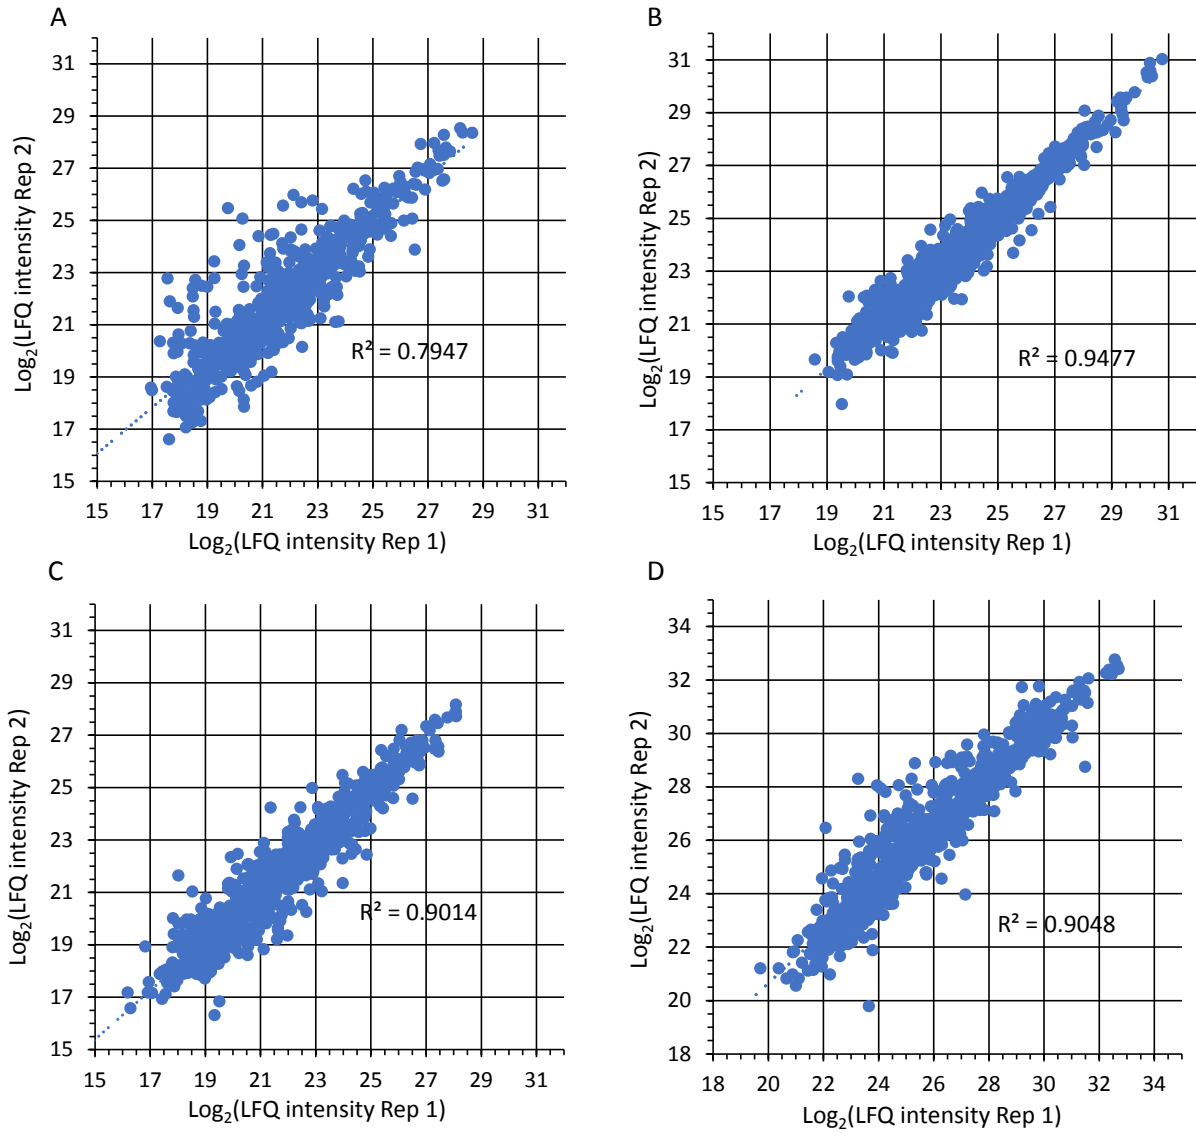 A
31
29
27
25
23
21
19
17
15
Log₂(LFQ intensity Rep 2)
R² = 0.7947
15 17 19 21 23 25 27 29 31
Log₂(LFQ intensity Rep 1)
B
31
29
27
25
23
21
19
17
15
Log₂(LFQ intensity Rep 2)
R² = 0.9477
15 17 19 21 23 25 27 29 31
Log₂(LFQ intensity Rep 1)
C
31
29
27
25
23
21
19
17
15
Log₂(LFQ intensity Rep 2)
R² = 0.9014
15 17 19 21 23 25 27 29 31
Log₂(LFQ intensity Rep 1)
D
34
32
30
28
26
24
22
20
18
Log₂(LFQ intensity Rep 2)
R² = 0.9048
18 20 22 24 26 28 30 32 34
Log₂(LFQ intensity Rep 1)